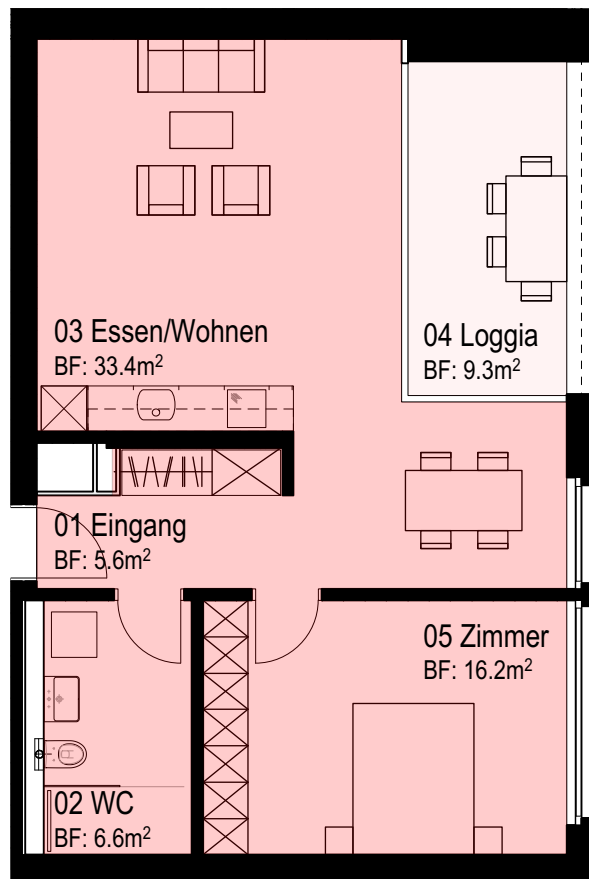 03 Essen/Wohnen
BF: 33.4m²
04 Loggia
BF: 9.3m²
01 Eingang
BF: 5.6m²
05 Zimmer
BF: 16.2m²
02 WC
BF: 6.6m²